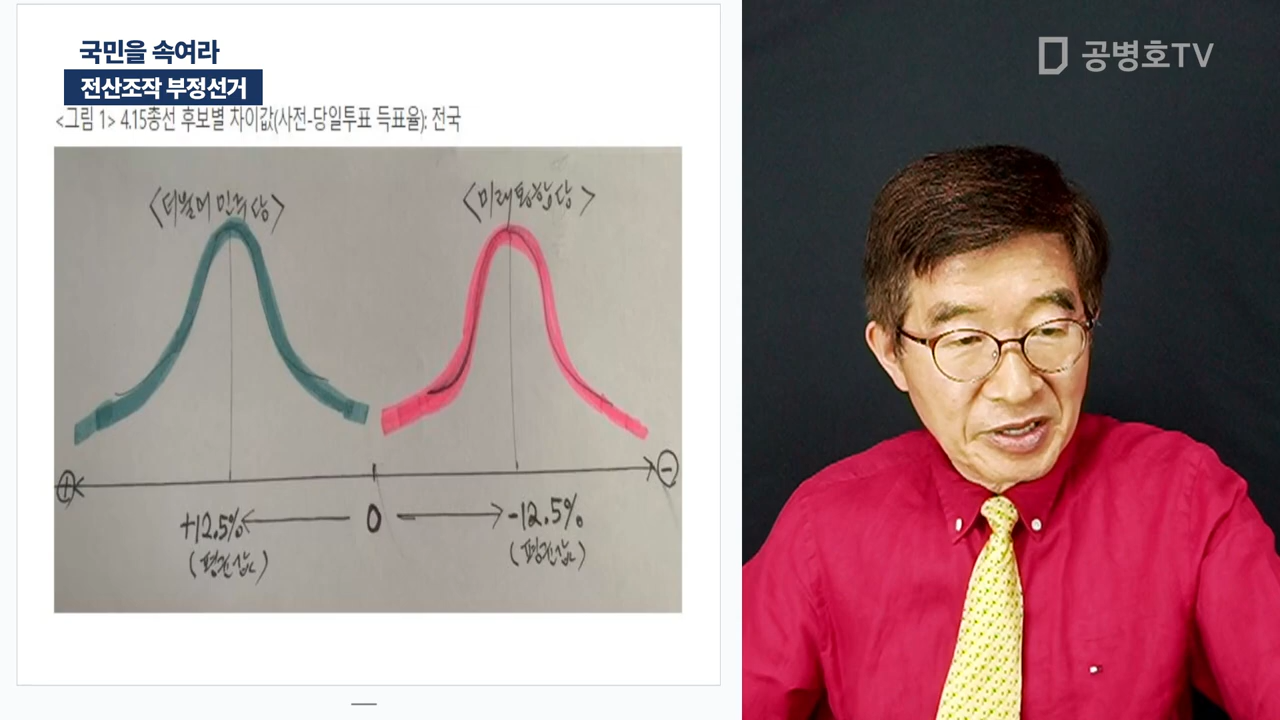 국민을 속여라
전산조작 부정선거
<그림 1> 4.15총선 후보별 차이값(사전-당일투표 득표율): 전국
<더불어민주당>
<미래통합당>
+
-
+12.5%
0
-12.5%
(평균값)
(평균값)
공병호TV